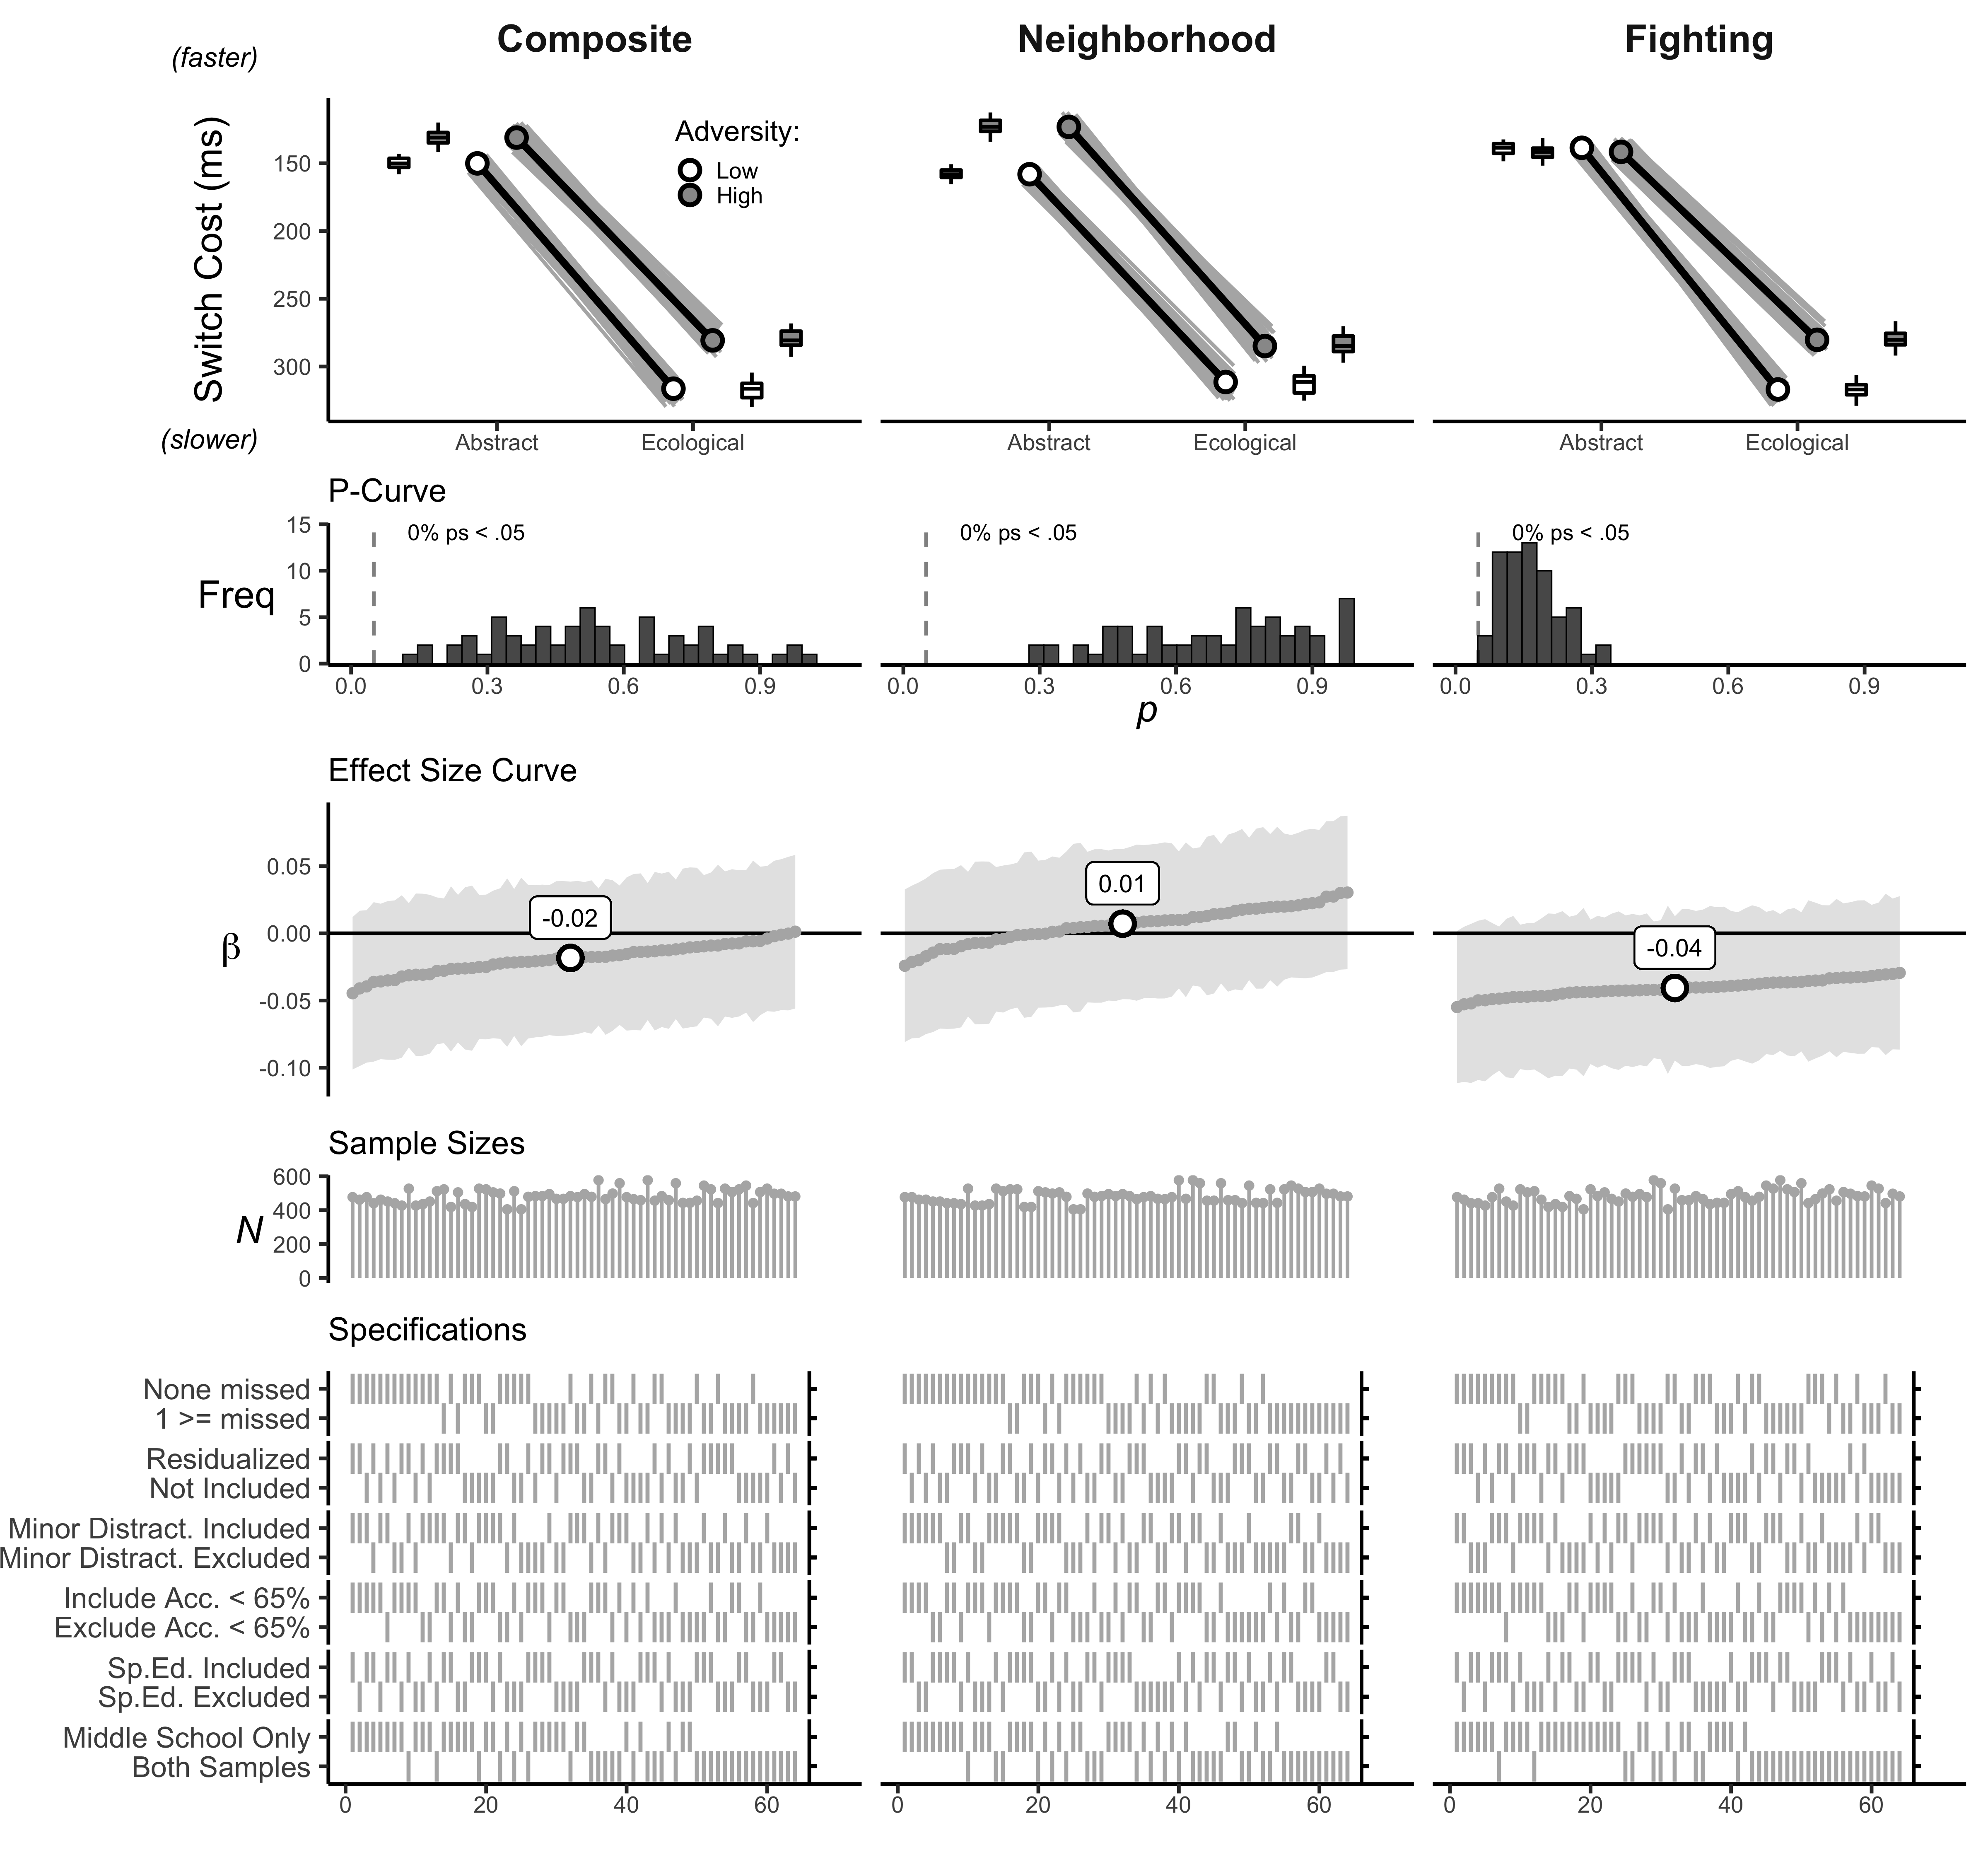 Composite Neighborhood Fighting
(faster)
Switch Cost (ms)
150
200
250
300
(slower)
Adversity:
Low
High
Abstract Ecological Abstract Ecological Abstract Ecological
P-Curve
Freq
15
10
5
0
0% ps < .05 0% ps < .05 0% ps < .05
0.0 0.3 0.6 0.9 0.0 0.3 0.6 0.9 0.0 0.3 0.6 0.9
p
Effect Size Curve
β
0.05
0.00
-0.05
-0.10
-0.02 0.01 -0.04
Sample Sizes
N
600
400
200
0
Specifications
None missed
1 >= missed
Residualized
Not Included
Minor Distract. Included
Minor Distract. Excluded
Include Acc. < 65%
Exclude Acc. < 65%
Sp.Ed. Included
Sp.Ed. Excluded
Middle School Only
Both Samples
0 20 40 60 0 20 40 60 0 20 40 60